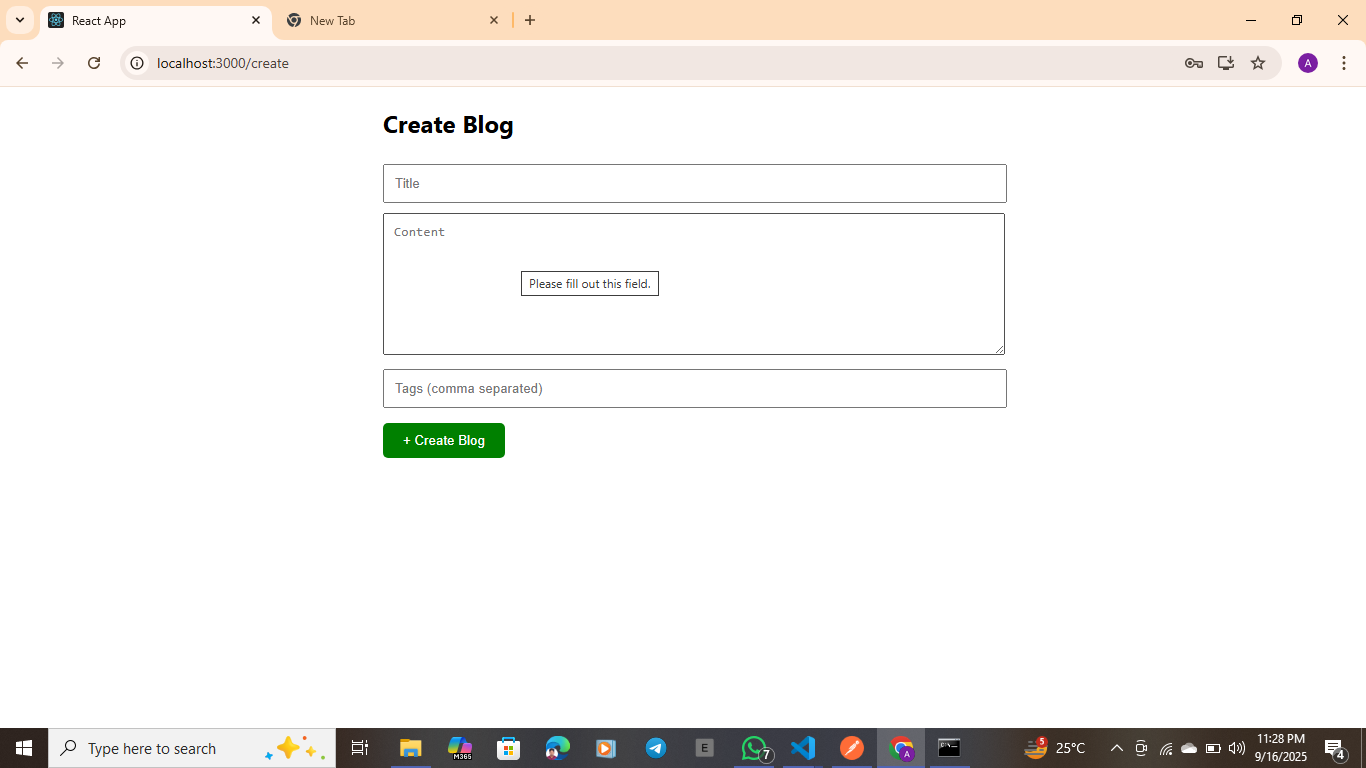 React App
New Tab
localhost:3000/create
A
Create Blog
Title
Content
Please fill out this field.
Tags (comma separated)
+ Create Blog
Type here to search
M365
E
7
A
5
25°C
11:28 PM
9/16/2025
4